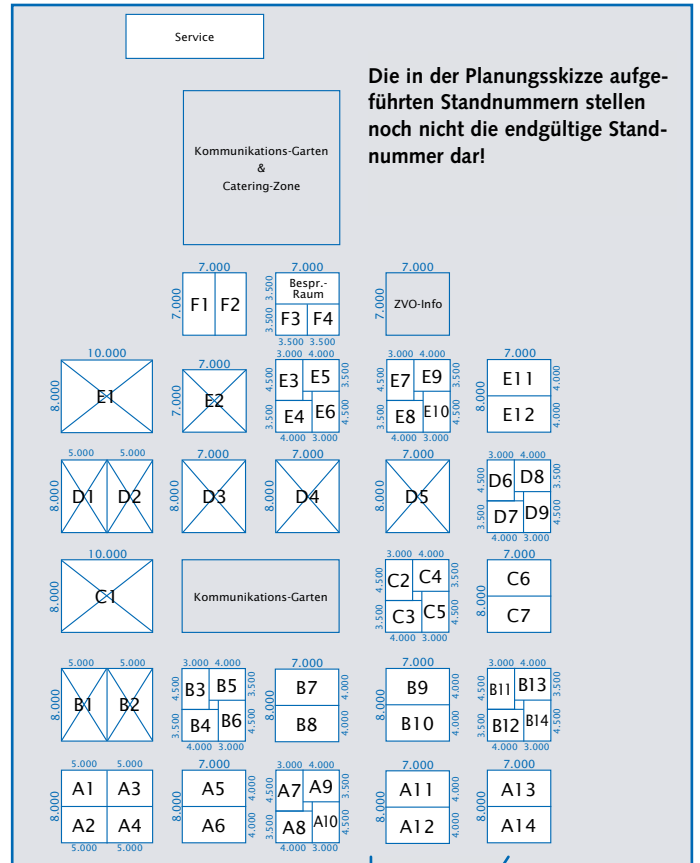 Service
Die in der Planungsskizze aufge-
führten Standnummern stellen
noch nicht die endgültige Stand-
nummer dar!
Kommunikations-Garten
&
Catering-Zone
7.000 7.000 7.000
7.000 F1 F2 3.500 Bespr.-
Raum
3.500 F3 F4 7.000 ZVO-Info
3.500 3.500
10.000 7.000 3.000 4.000 3.000 4.000 7.000
8.000 E1 7.000 E2 4.500 E3 E5 3.500 4.500 E7 E9 3.500 8.000 E11 4.000
3.500 E4 E6 4.500 3.500 E8 E10 4.500 E12 4.000
4.000 3.000 4.000 3.000
5.000 5.000 7.000 7.000 7.000 3.000 4.000
8.000 D1 D2 8.000 D3 8.000 D4 8.000 D5 4.500 D6 D8 3.500
3.500 D7 D9 4.500
4.000 3.000
10.000 3.000 4.000 7.000
8.000 C1 Kommunikations-Garten 4.500 C2 C4 3.500 8.000 C6
3.500 C3 C5 4.500 C7
4.000 3.000
5.000 5.000 3.000 4.000 7.000 7.000 3.000 4.000
8.000 B1 B2 4.500 B3 B5 3.500 8.000 B7 4.000 8.000 B9 4.000 4.500 B11 B13 3.500
3.500 B4 B6 4.500 B8 4.000 B10 4.000 3.500 B12 B14 4.500
4.000 3.000 4.000 3.000
5.000 5.000 7.000 3.000 4.000 7.000 7.000
8.000 A1 A3 8.000 A5 4.000 4.500 A7 A9 3.500 8.000 A11 4.000 8.000 A13
A2 A4 A6 4.000 3.500 A8 A10 4.500 A12 4.000 A14
5.000 5.000 4.000 3.000